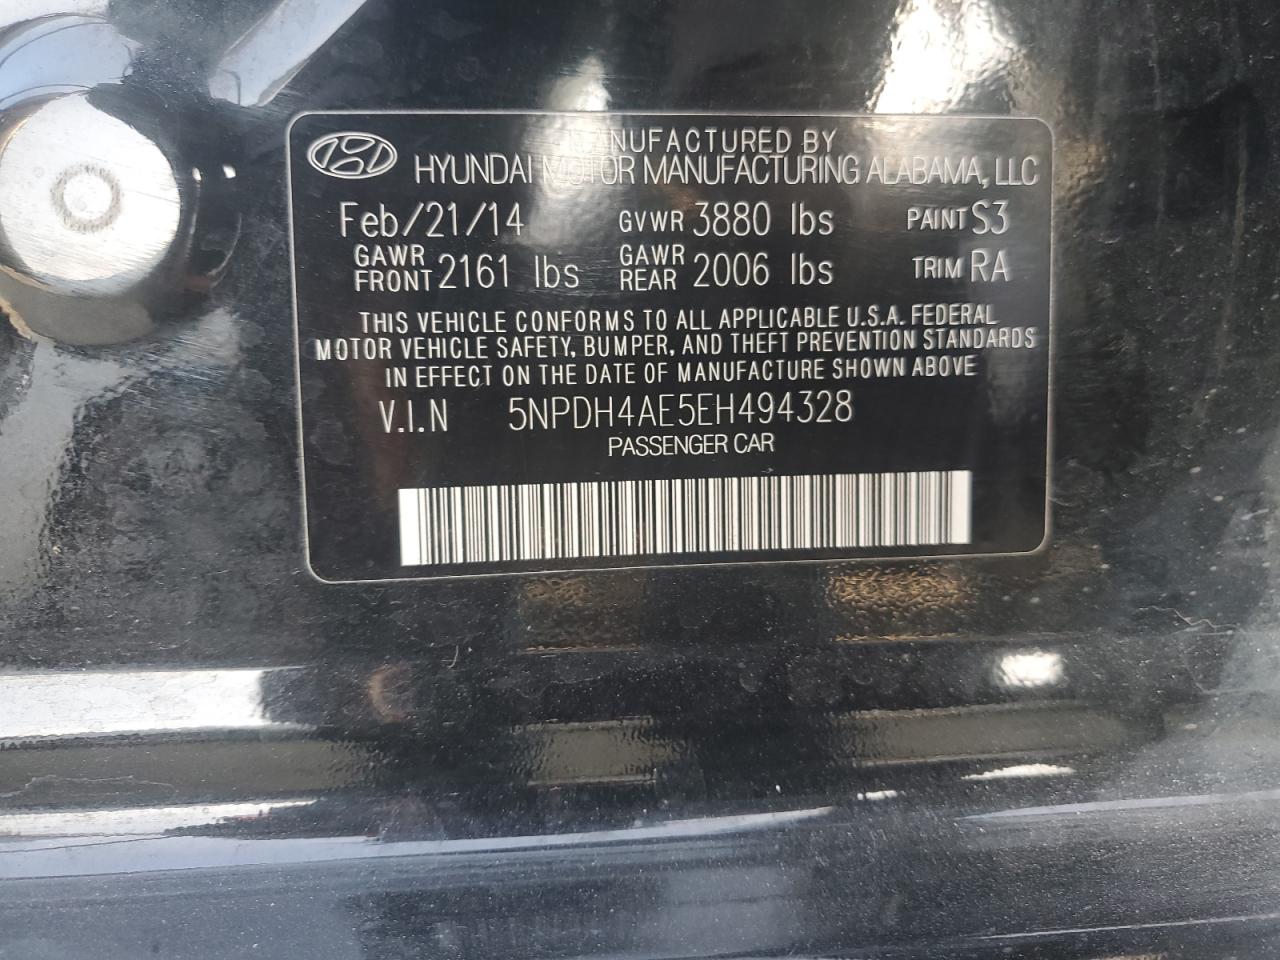 MANUFACTURED BY
HYUNDAI MOTOR MANUFACTURING ALABAMA, LLC
Feb/21/14 GVWR 3880 lbs PAINT S3
GAWR FRONT 2161 lbs GAWR REAR 2006 lbs TRIM RA
THIS VEHICLE CONFORMS TO ALL APPLICABLE U.S.A. FEDERAL
MOTOR VEHICLE SAFETY, BUMPER, AND THEFT PREVENTION STANDARDS
IN EFFECT ON THE DATE OF MANUFACTURE SHOWN ABOVE
V.I.N 5NPDH4AE5EH494328
PASSENGER CAR